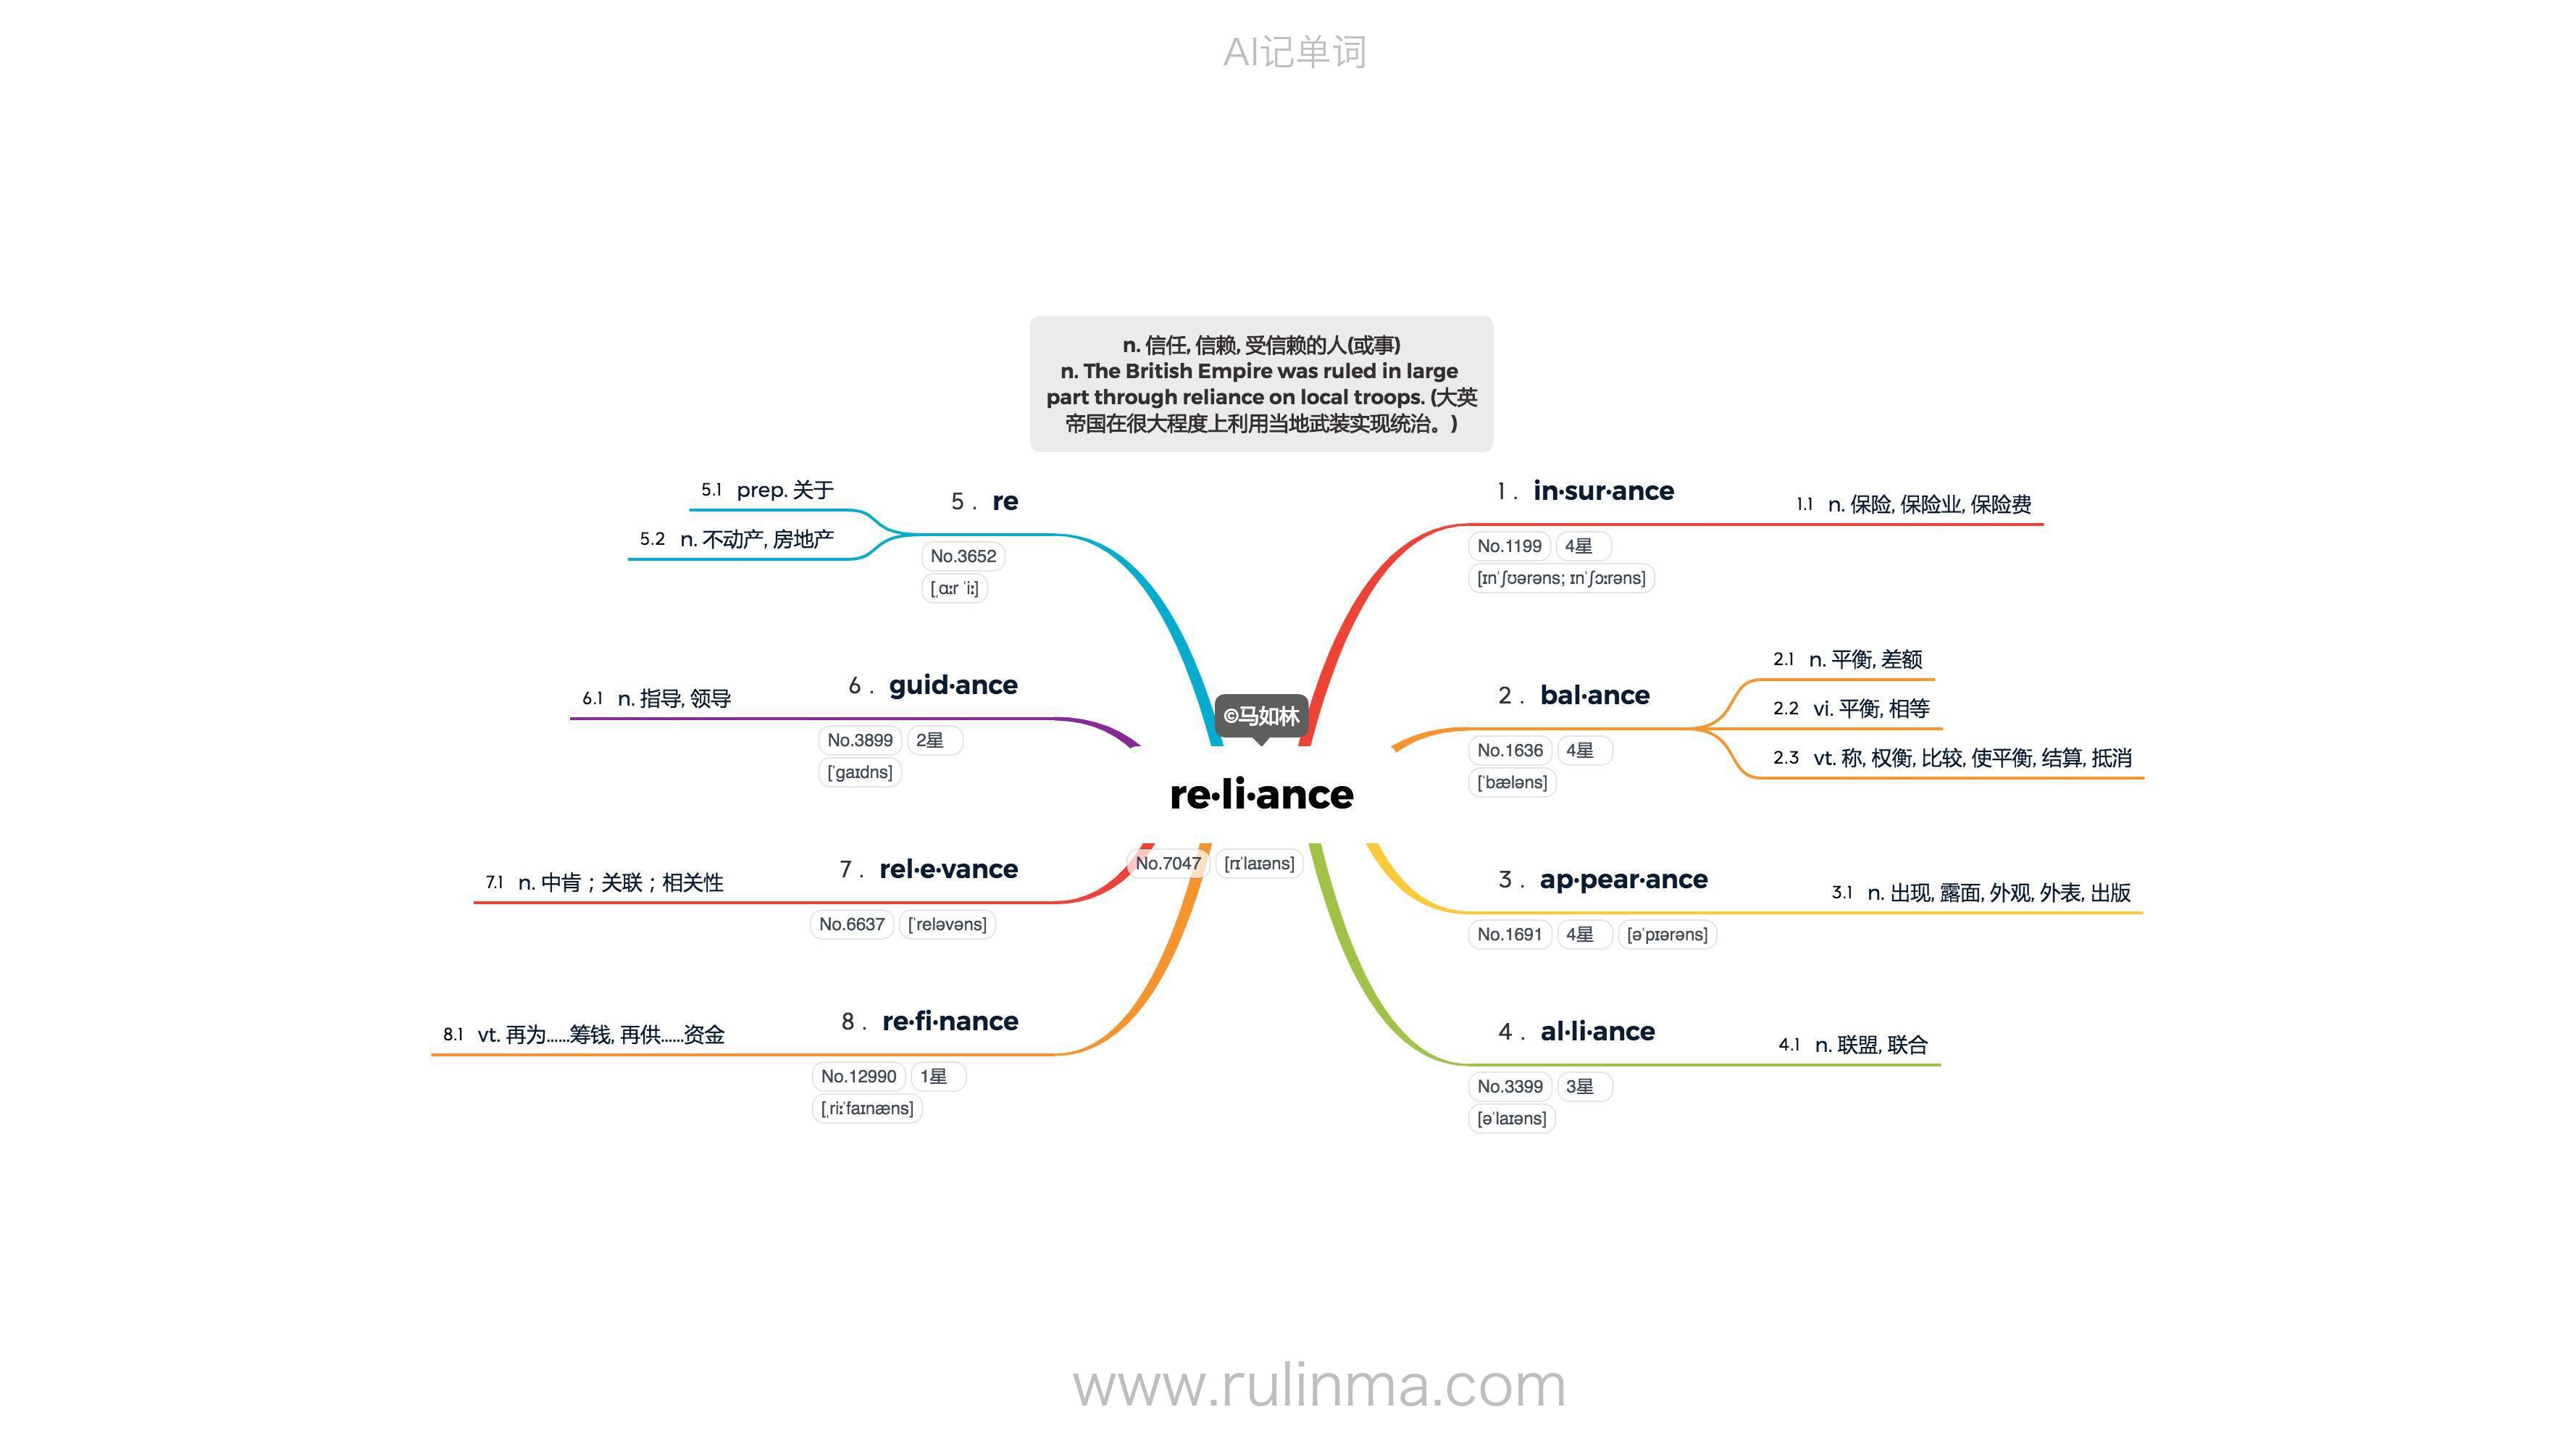 AI记单词
n. 信任, 信赖, 受信赖的人(或事)
n. The British Empire was ruled in large
part through reliance on local troops. (大英
帝国在很大程度上利用当地武装实现统治。)
©马如林
re·li·ance
No.7047 [rɪˈlaɪəns]
1 . in·sur·ance
No.1199 4星
[ɪnˈʃʊərəns; ɪnˈʃɔːrəns]
1.1 n. 保险, 保险业, 保险费
2 . bal·ance
No.1636 4星
[ˈbæləns]
2.1 n. 平衡, 差额
2.2 vi. 平衡, 相等
2.3 vt. 称, 权衡, 比较, 使平衡, 结算, 抵消
3 . ap·pear·ance
No.1691 4星 [əˈpɪərəns]
3.1 n. 出现, 露面, 外观, 外表, 出版
4 . al·li·ance
No.3399 3星
[əˈlaɪəns]
4.1 n. 联盟, 联合
5 . re
No.3652
[ˌɑːr ˈiː]
5.1 prep. 关于
5.2 n. 不动产, 房地产
6 . guid·ance
No.3899 2星
[ˈɡaɪdns]
6.1 n. 指导, 领导
7 . rel·e·vance
No.6637 [ˈreləvəns]
7.1 n. 中肯；关联；相关性
8 . re·fi·nance
No.12990 1星
[ˌriːˈfaɪnæns]
8.1 vt. 再为......筹钱, 再供......资金
www.rulinma.com